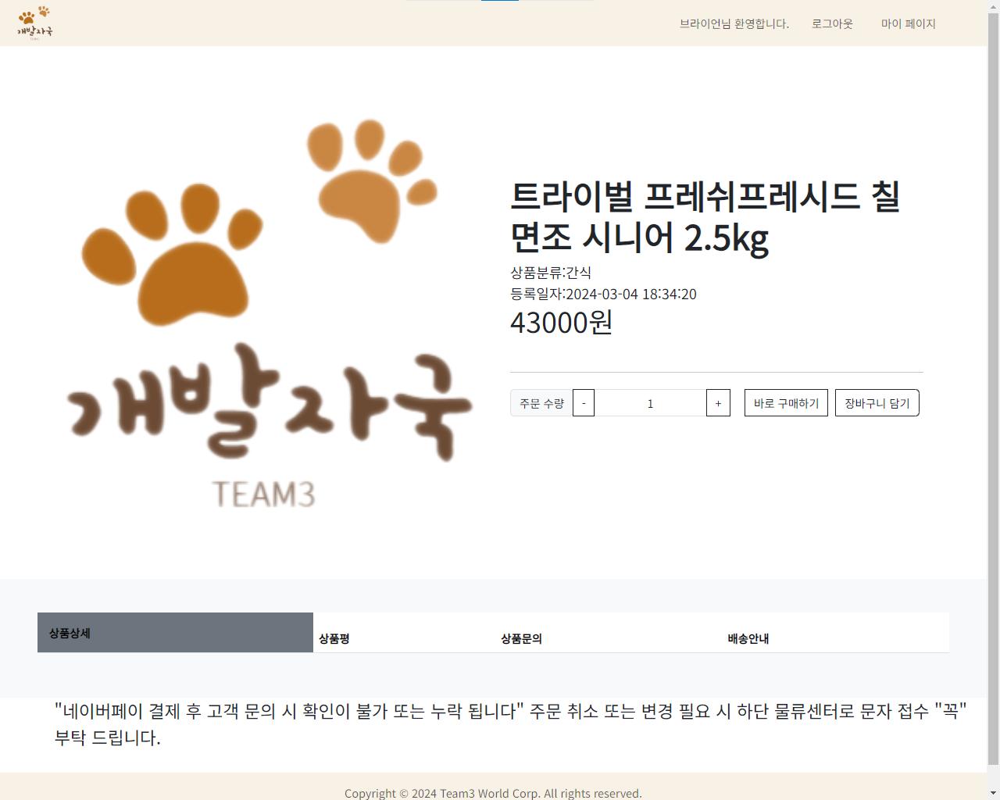 개발자국
브라이언님 환영합니다.
로그아웃
마이 페이지
개발자국
TEAM3
트라이벌 프레쉬프레시드 칠
면조 시니어 2.5kg
상품분류:간식
등록일자:2024-03-04 18:34:20
43000원
주문 수량
-
1
+
바로 구매하기
장바구니 담기
상품상세
상품평
상품문의
배송안내
"네이버페이 결제 후 고객 문의 시 확인이 불가 또는 누락 됩니다" 주문 취소 또는 변경 필요 시 하단 물류센터로 문자 접수 "꼭"
부탁 드립니다.
Copyright © 2024 Team3 World Corp. All rights reserved.